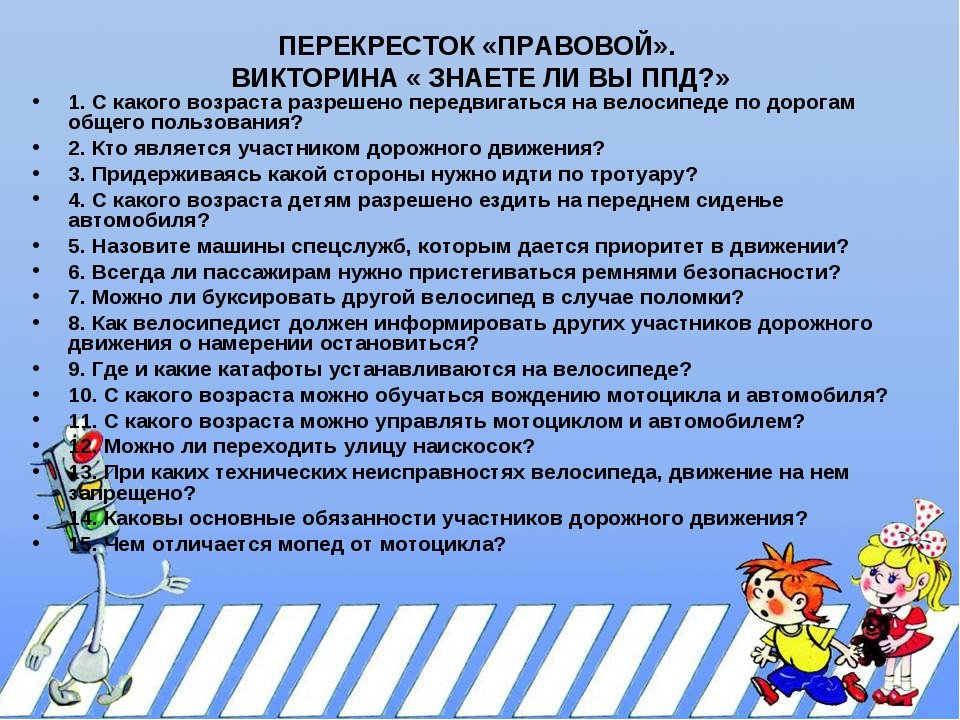 ПЕРЕКРЕСТОК «ПРАВОВОЙ».
ВИКТОРИНА « ЗНАЕТЕ ЛИ ВЫ ППД?»
• 1. С какого возраста разрешено передвигаться на велосипеде по дорогам
общего пользования?
• 2. Кто является участником дорожного движения?
• 3. Придерживаясь какой стороны нужно идти по тротуару?
• 4. С какого возраста детям разрешено ездить на переднем сиденье
автомобиля?
• 5. Назовите машины спецслужб, которым дается приоритет в движении?
• 6. Всегда ли пассажирам нужно пристегиваться ремнями безопасности?
• 7. Можно ли буксировать другой велосипед в случае поломки?
• 8. Как велосипедист должен информировать других участников дорожного
движения о намерении остановиться?
• 9. Где и какие катафоты устанавливаются на велосипеде?
• 10. С какого возраста можно обучаться вождению мотоцикла и автомобиля?
• 11. С какого возраста можно управлять мотоциклом и автомобилем?
• 12. Можно ли переходить улицу наискосок?
• 13. При каких технических неисправностях велосипеда, движение на нем
запрещено?
• 14. Каковы основные обязанности участников дорожного движения?
• 15. Чем отличается мопед от мотоцикла?